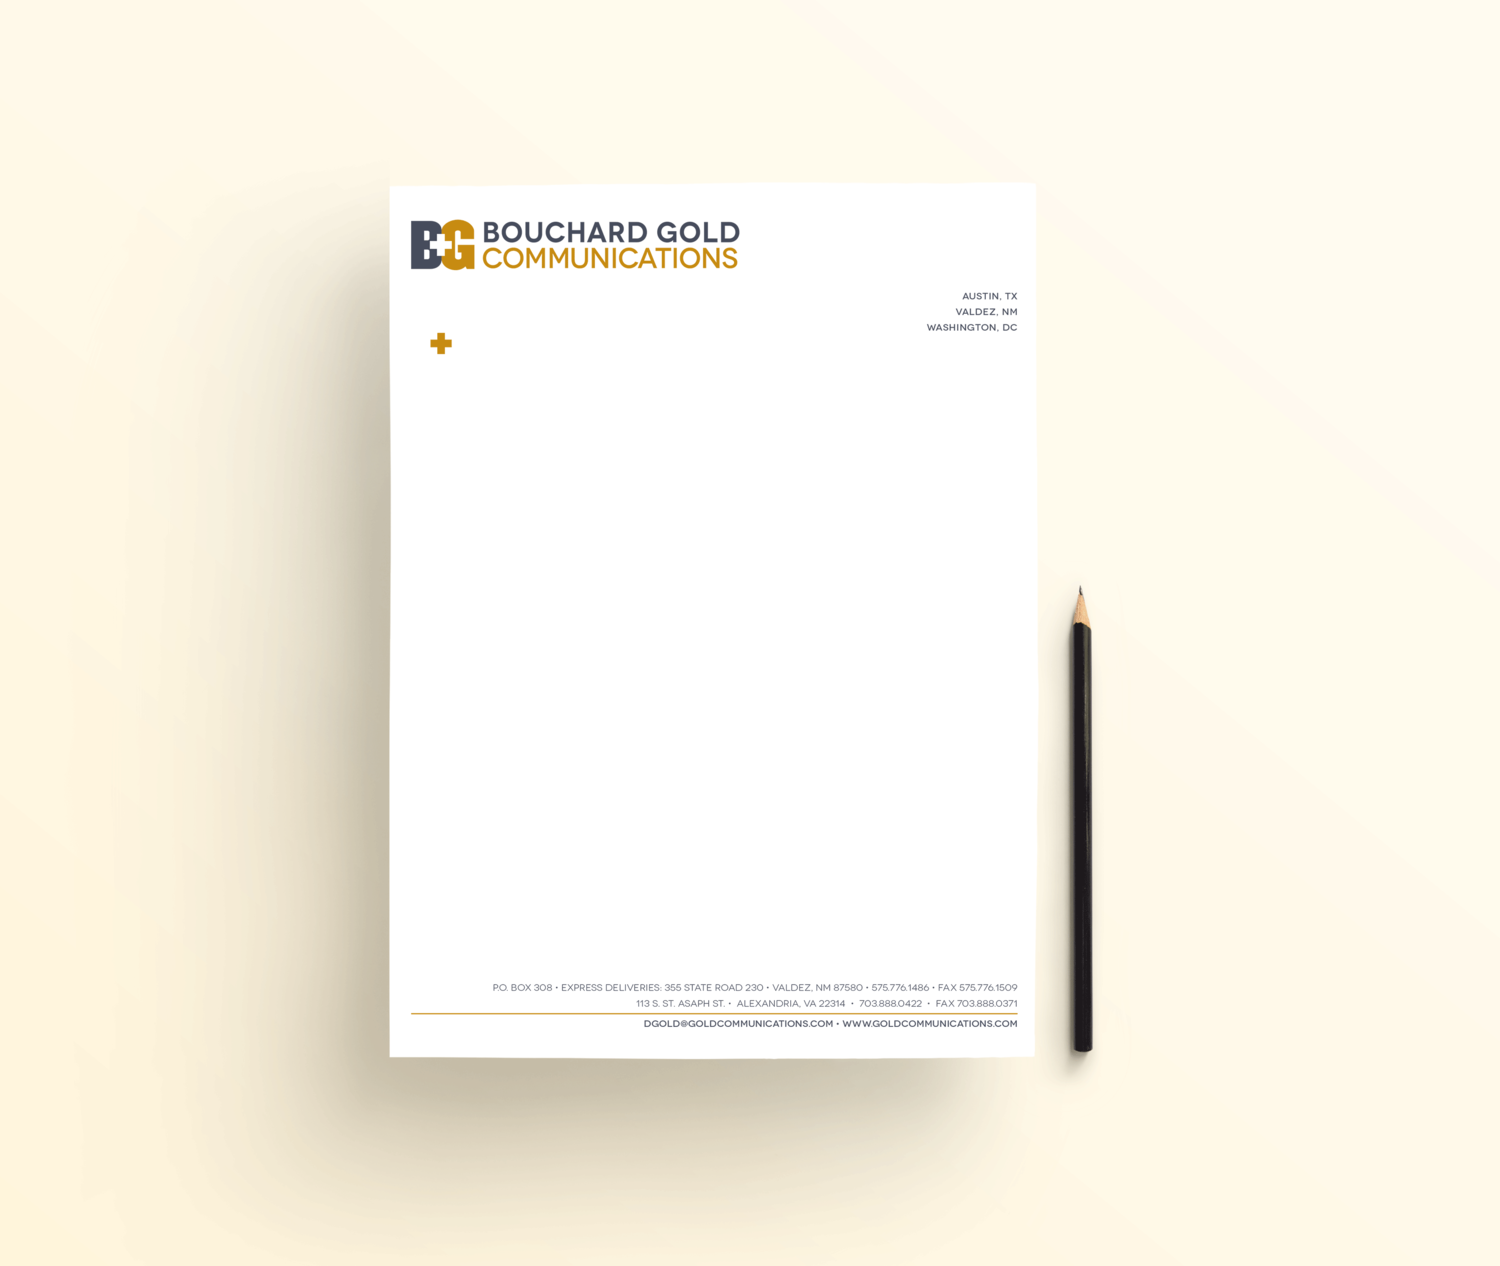 B+G BOUCHARD GOLD
COMMUNICATIONS
AUSTIN, TX
VALDEZ, NM
WASHINGTON, DC
P.O. BOX 308 • EXPRESS DELIVERIES: 355 STATE ROAD 230 • VALDEZ, NM 87580 • 575.776.1486 • FAX 575.776.1509
113 S. ST. ASAPH ST. • ALEXANDRIA, VA 22314 • 703.888.0422 • FAX 703.888.0371
DGOLD@GOLDCOMMUNICATIONS.COM • WWW.GOLDCOMMUNICATIONS.COM